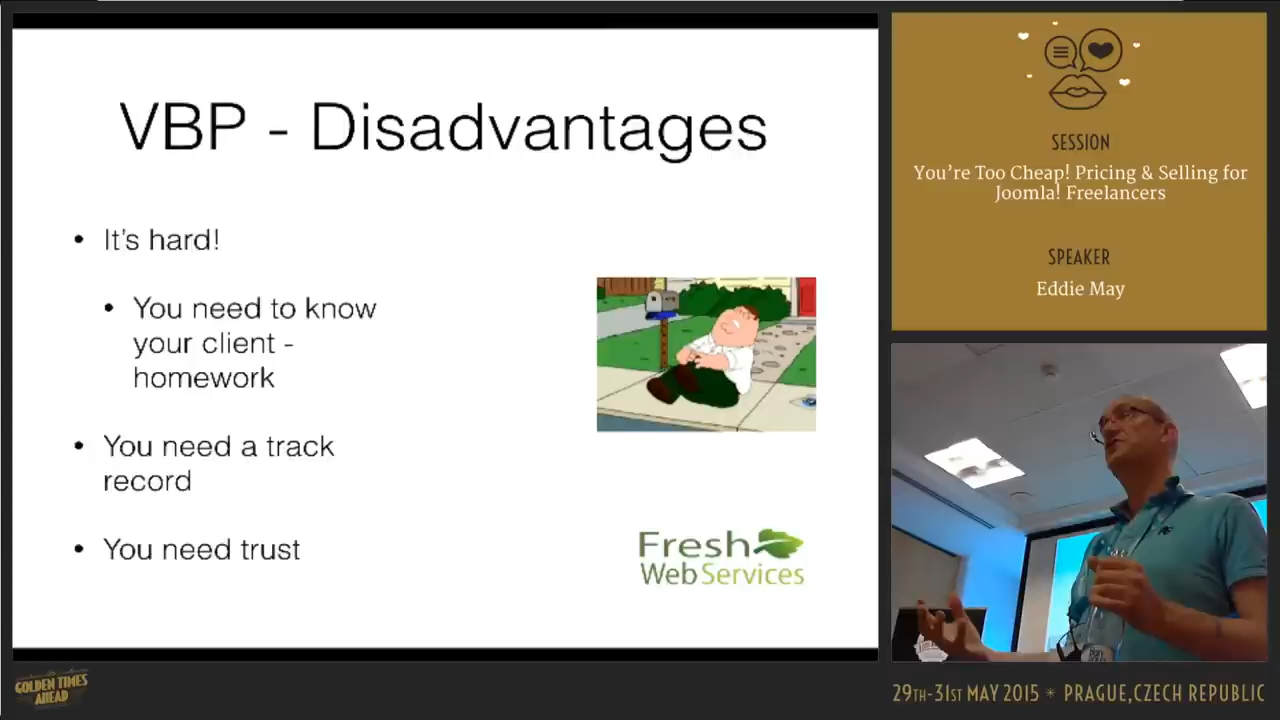 VBP - Disadvantages
• It's hard!
• You need to know
your client -
homework
• You need a track
record
• You need trust
Fresh
Web Services
SESSION
You're Too Cheap! Pricing & Selling for
Joomla! Freelancers
SPEAKER
Eddie May
GOLDEN TIMES
AHEAD
29TH-31ST MAY 2015 * PRAGUE, CZECH REPUBLIC